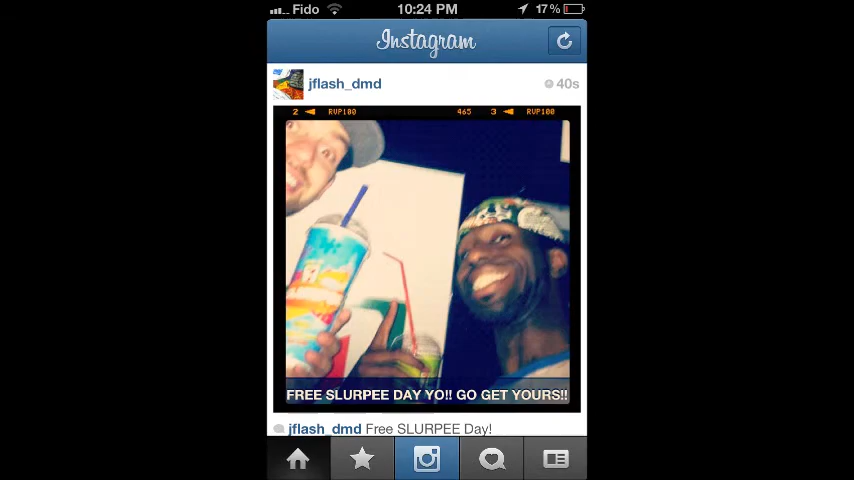 Fido 10:24 PM 17%
Instagram
jflash_dmd 40s
2 RVP100 465 3 RVP100
FREE SLURPEE DAY YO!! GO GET YOURS!!
jflash_dmd Free SLURPEE Day!